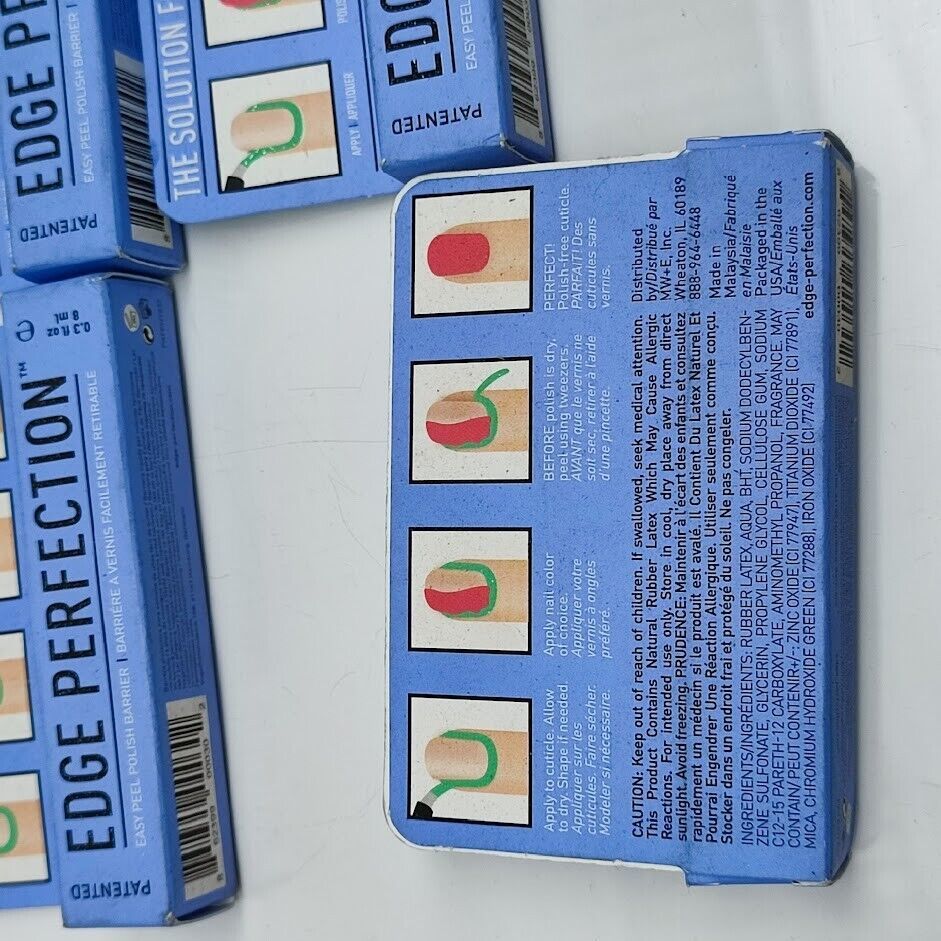 EDGE PE
EASY PEEL POLISH BARRIER |
PATENTED
THE SOLUTION F
APPLY | APPLIQUER
POLIS
EDG
EASY PEEL
PATENTED
EDGE PERFECTION™
EASY PEEL POLISH BARRIER | BARRIÈRE À VERNIS FACILEMENT RETIRABLE
PATENTED
0.3 fl oz
8 ml
Apply to cuticle. Allow
to dry. Shape if needed.
Appliquer sur les
cuticules. Faire sécher.
Modeler si nécessaire.
Apply nail color
of choice.
Appliquer votre
vernis à ongles
préféré.
BEFORE polish is dry,
peel using tweezers.
AVANT que le vernis ne
soit sec, retirer à l'aide
d'une pincette.
PERFECT!
Polish-free cuticle.
PARFAIT! Des
cuticules sans
vernis.
CAUTION: Keep out of reach of children. If swallowed, seek medical attention.
This Product Contains Natural Rubber Latex Which May Cause Allergic
Reactions. For intended use only. Store in cool, dry place away from direct
sunlight. Avoid freezing. PRUDENCE: Maintenir à l'écart des enfants et consultez
rapidement un médecin si le produit est avalé. Il Contient Du Latex Naturel Et
Pourrai Engendrer Une Réaction Allergique. Utiliser seulement comme conçu.
Stocker dans un endroit frai et protégé du soleil. Ne pas congeler.
INGREDIENTS/INGRÉDIENTS: RUBBER LATEX, AQUA, BHT, SODIUM DODECYLBEN-
ZENE SULFONATE, GLYCERIN, PROPYLENE GLYCOL, CELLULOSE GUM, SODIUM
C12-15 PARETH-12 CARBOXYLATE, AMINOMETHYL PROPANOL, FRAGRANCE. MAY
CONTAIN/PEUT CONTENIR+/-: ZINC OXIDE [CI 77947], TITANIUM DIOXIDE [CI 77891],
MICA, CHROMIUM HYDROXIDE GREEN [CI 77288], IRON OXIDE [CI 77492]
Distributed
by/Distribué par
MW+E, Inc.
Wheaton, IL 60189
888-964-6448
Made in
Malaysia/Fabriqué
en Malaisie
Packaged in the
USA/Emballé aux
États-Unis
edge-perfection.com